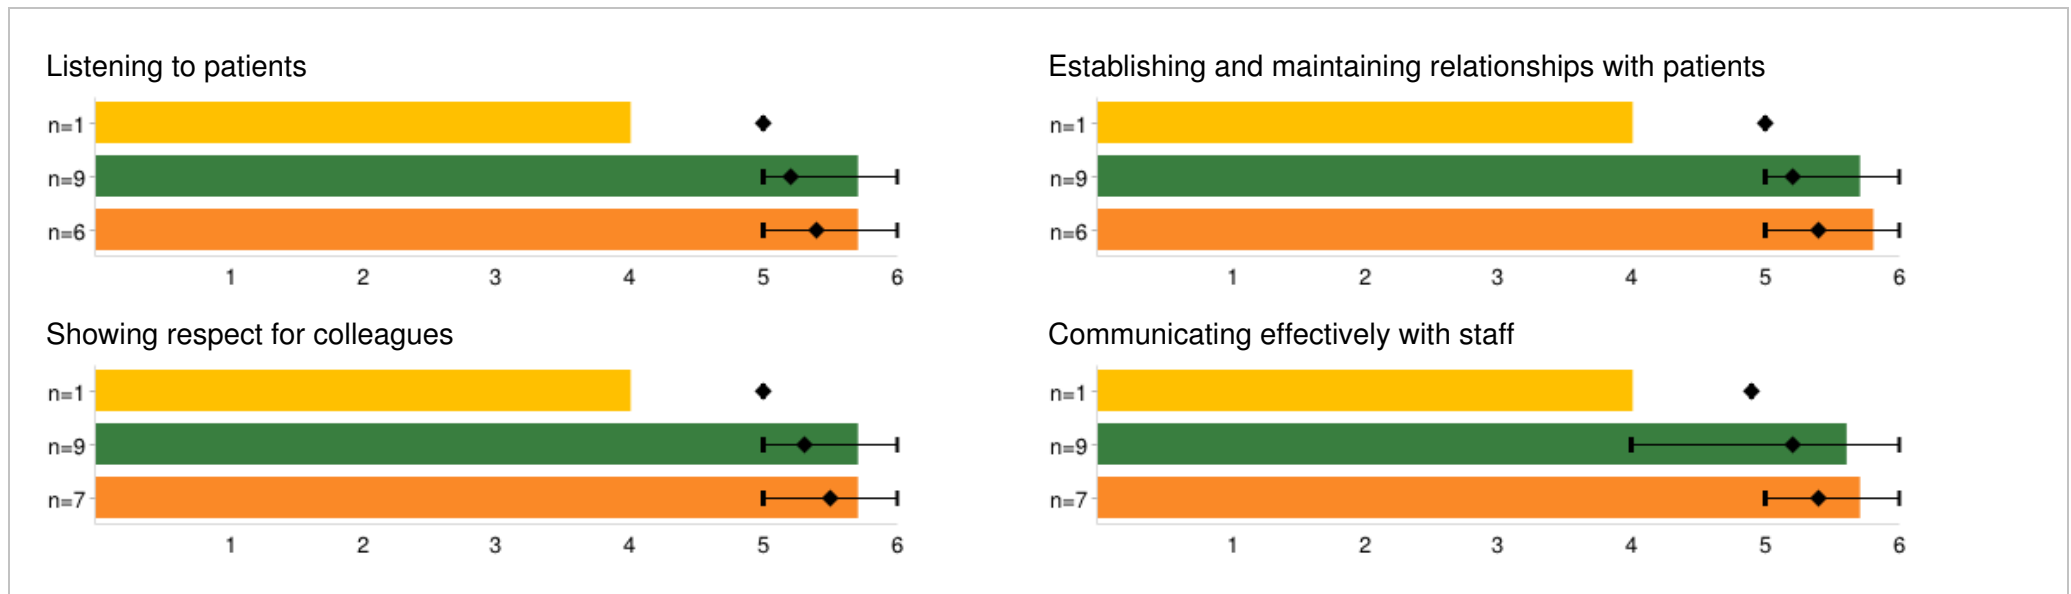 Listening to patients
n=1
n=9
n=6
1 2 3 4 5 6
Establishing and maintaining relationships with patients
n=1
n=9
n=6
1 2 3 4 5 6
Showing respect for colleagues
n=1
n=9
n=7
1 2 3 4 5 6
Communicating effectively with staff
n=1
n=9
n=7
1 2 3 4 5 6